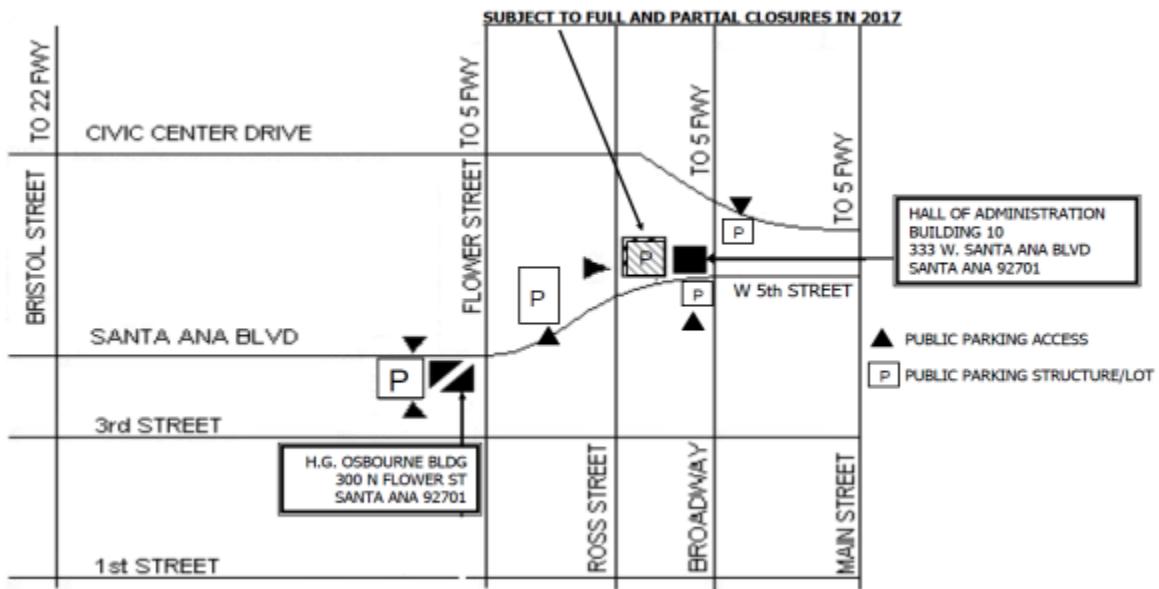 SUBJECT TO FULL AND PARTIAL CLOSURES IN 2017
TO 22 FWY
TO 5 FWY
TO 5 FWY
TO 5 FWY
CIVIC CENTER DRIVE
BRISTOL STREET
FLOWER STREET
P
P
HALL OF ADMINISTRATION
BUILDING 10
333 W. SANTA ANA BLVD
SANTA ANA 92701
P
P
W 5th STREET
SANTA ANA BLVD
PUBLIC PARKING ACCESS
P
P PUBLIC PARKING STRUCTURE/LOT
3rd STREET
H.G. OSBOURNE BLDG
300 N FLOWER ST
SANTA ANA 92701
ROSS STREET
BROADWAY
MAIN STREET
1st STREET